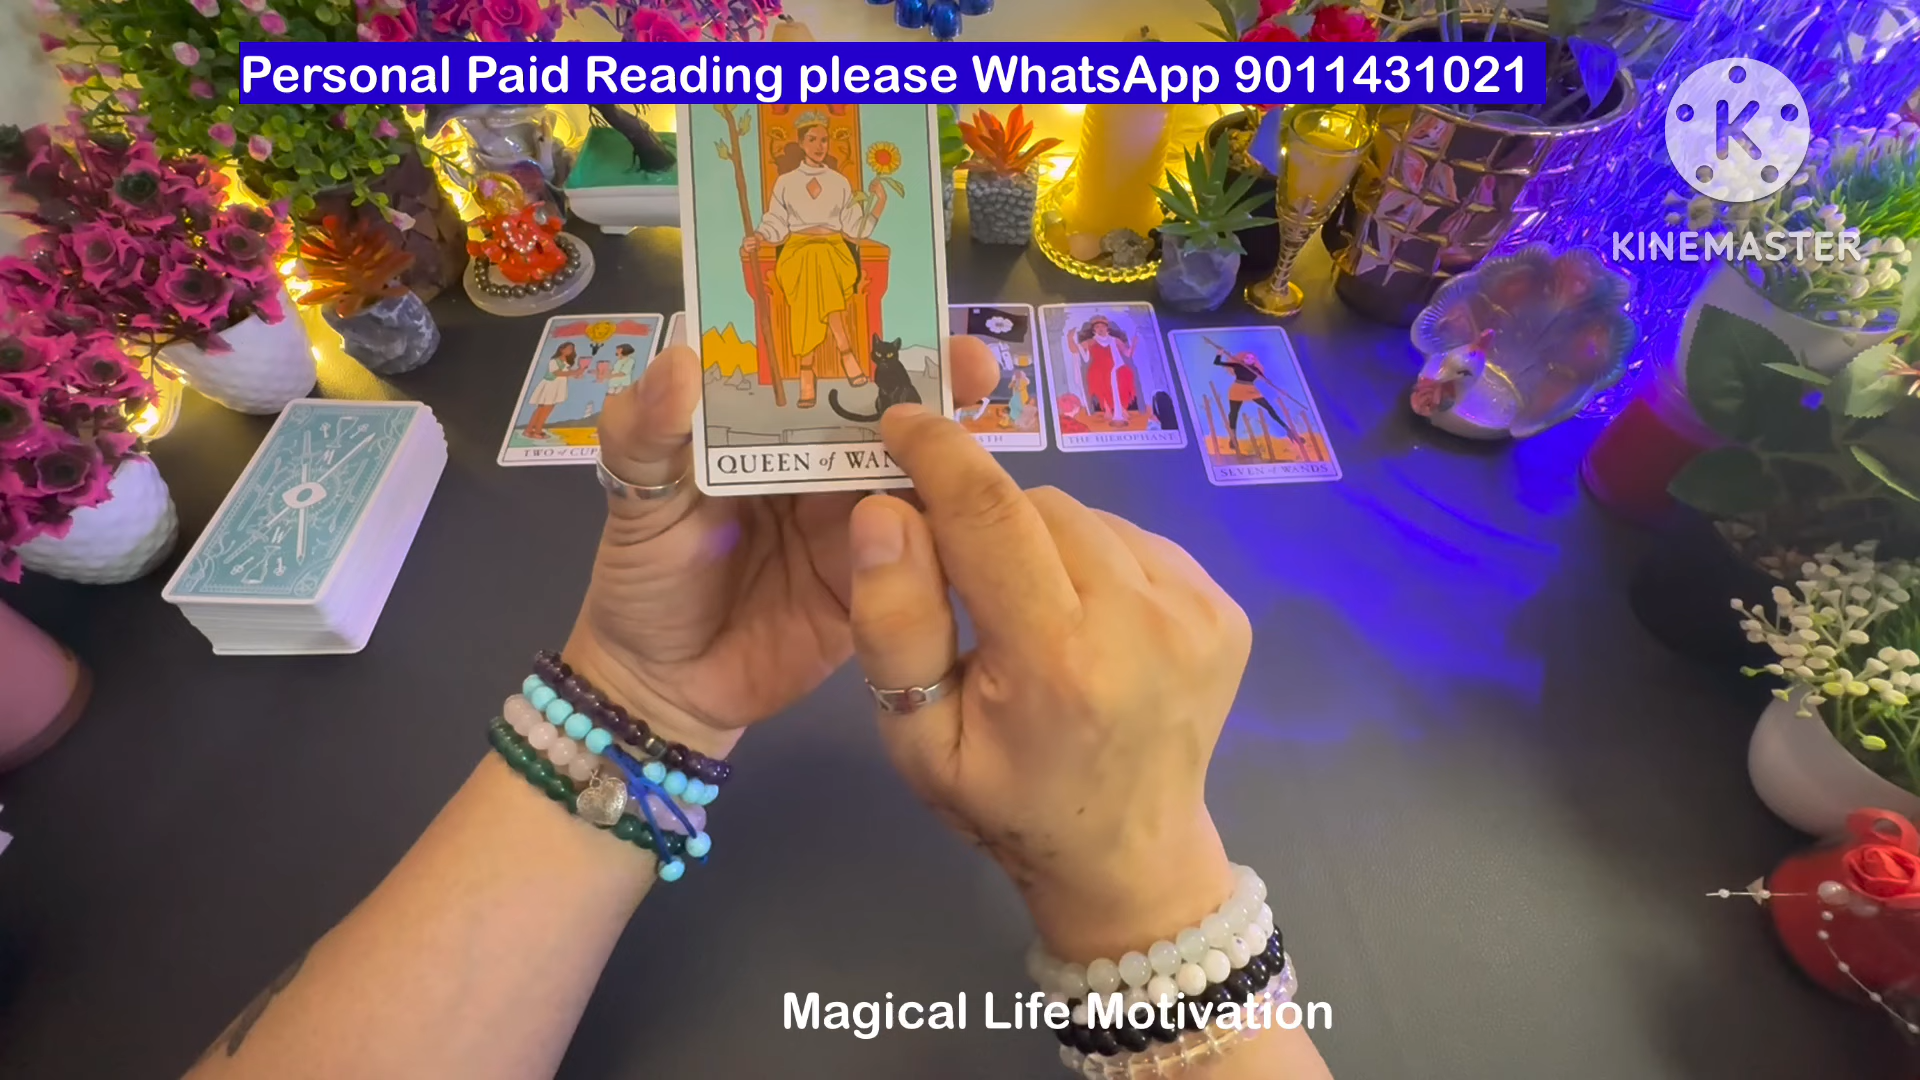 Personal Paid Reading please WhatsApp 9011431021
K
KINEMASTER
QUEEN of WAN
TWO of CUP
THE HIEROPHANT
SEVEN of WANDS
Magical Life Motivation